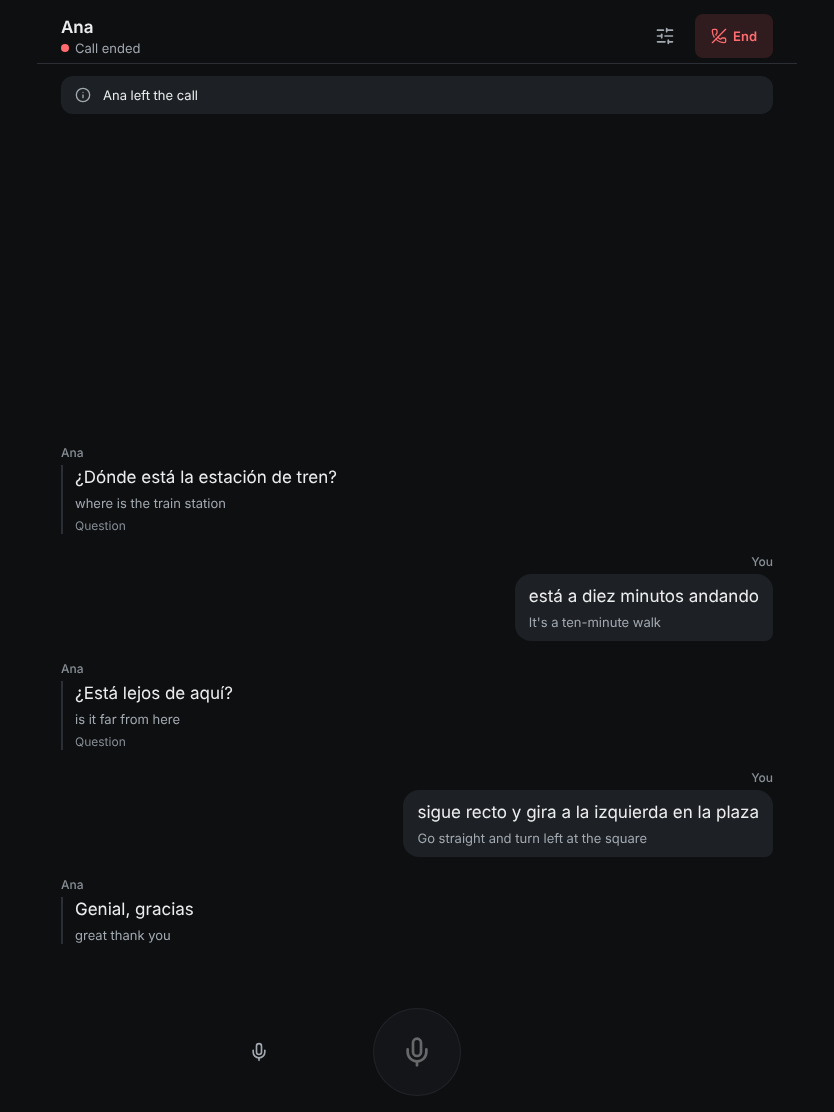 Ana
Call ended
End
Ana left the call
Ana
¿Dónde está la estación de tren?
where is the train station
Question
You
está a diez minutos andando
It's a ten-minute walk
Ana
¿Está lejos de aquí?
is it far from here
Question
You
sigue recto y gira a la izquierda en la plaza
Go straight and turn left at the square
Ana
Genial, gracias
great thank you